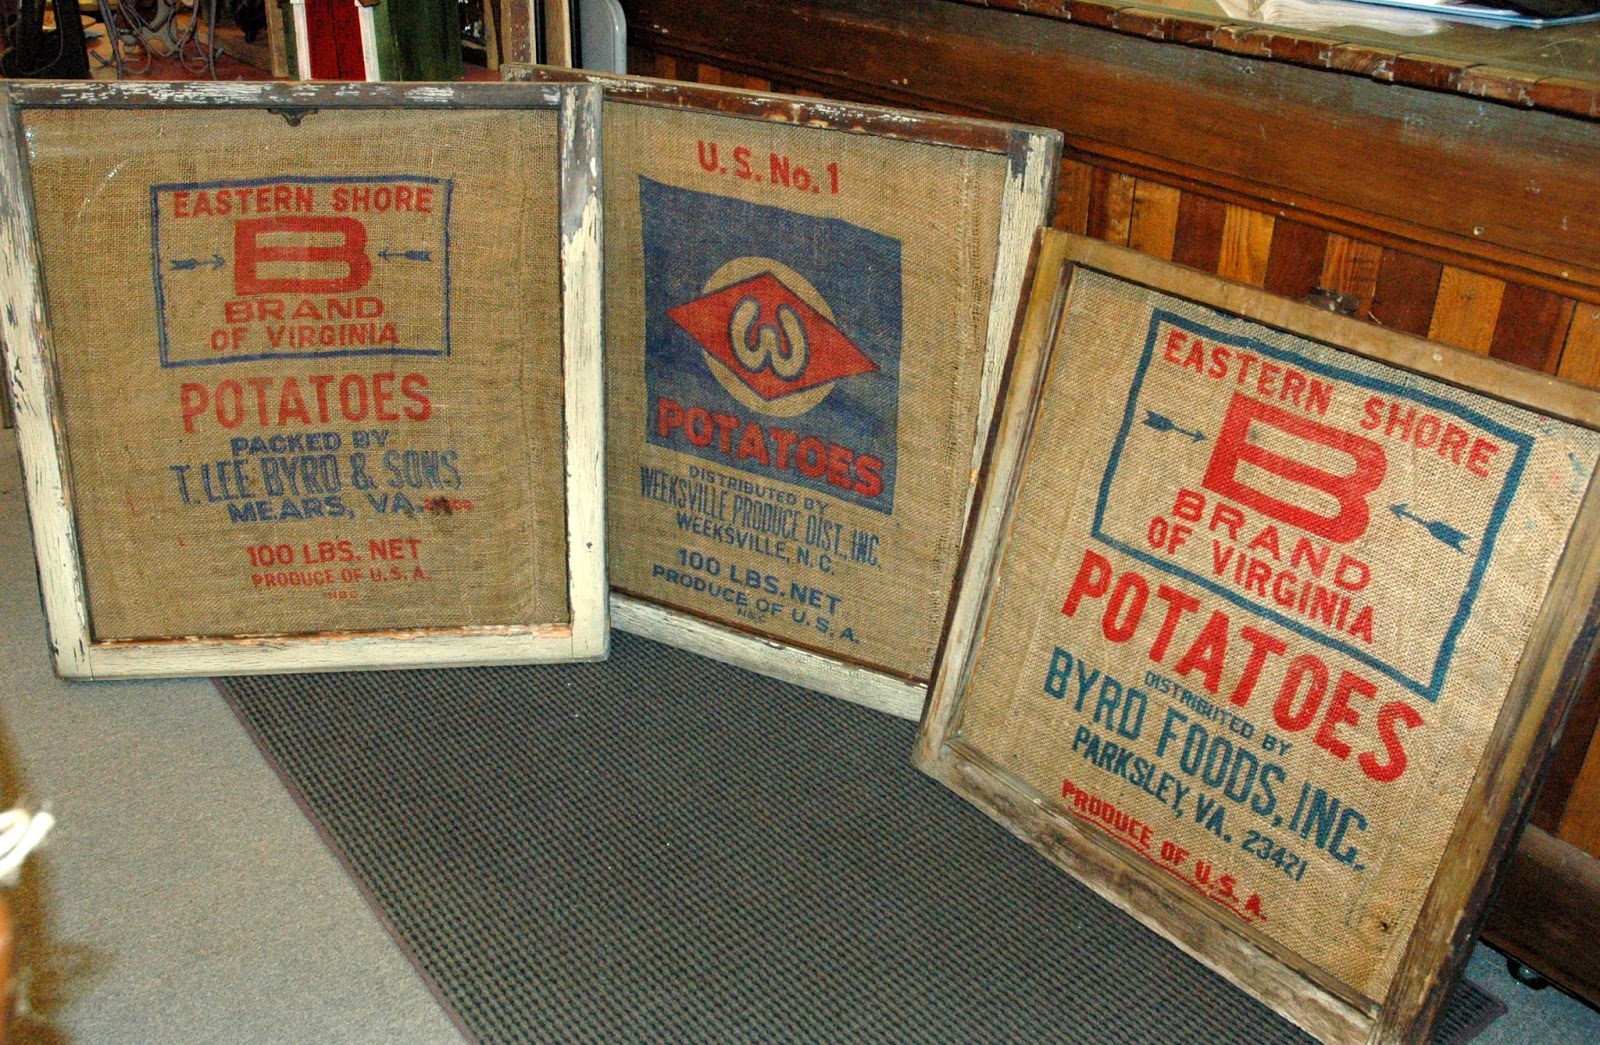 EASTERN SHORE
B
BRAND
OF VIRGINIA
POTATOES
PACKED BY
T. LEE BYRD & SONS
MEARS, VA.
100 LBS. NET
PRODUCE OF U.S.A.
U.S. No. 1
W
POTATOES
DISTRIBUTED BY
WEEKSVILLE PRODUCE DIST., INC.
WEEKSVILLE, N.C.
100 LBS. NET
PRODUCE OF U.S.A.
EASTERN SHORE
B
BRAND
OF VIRGINIA
POTATOES
DISTRIBUTED BY
BYRD FOODS, INC.
PARKSLEY, VA. 23421
PRODUCE OF U.S.A.